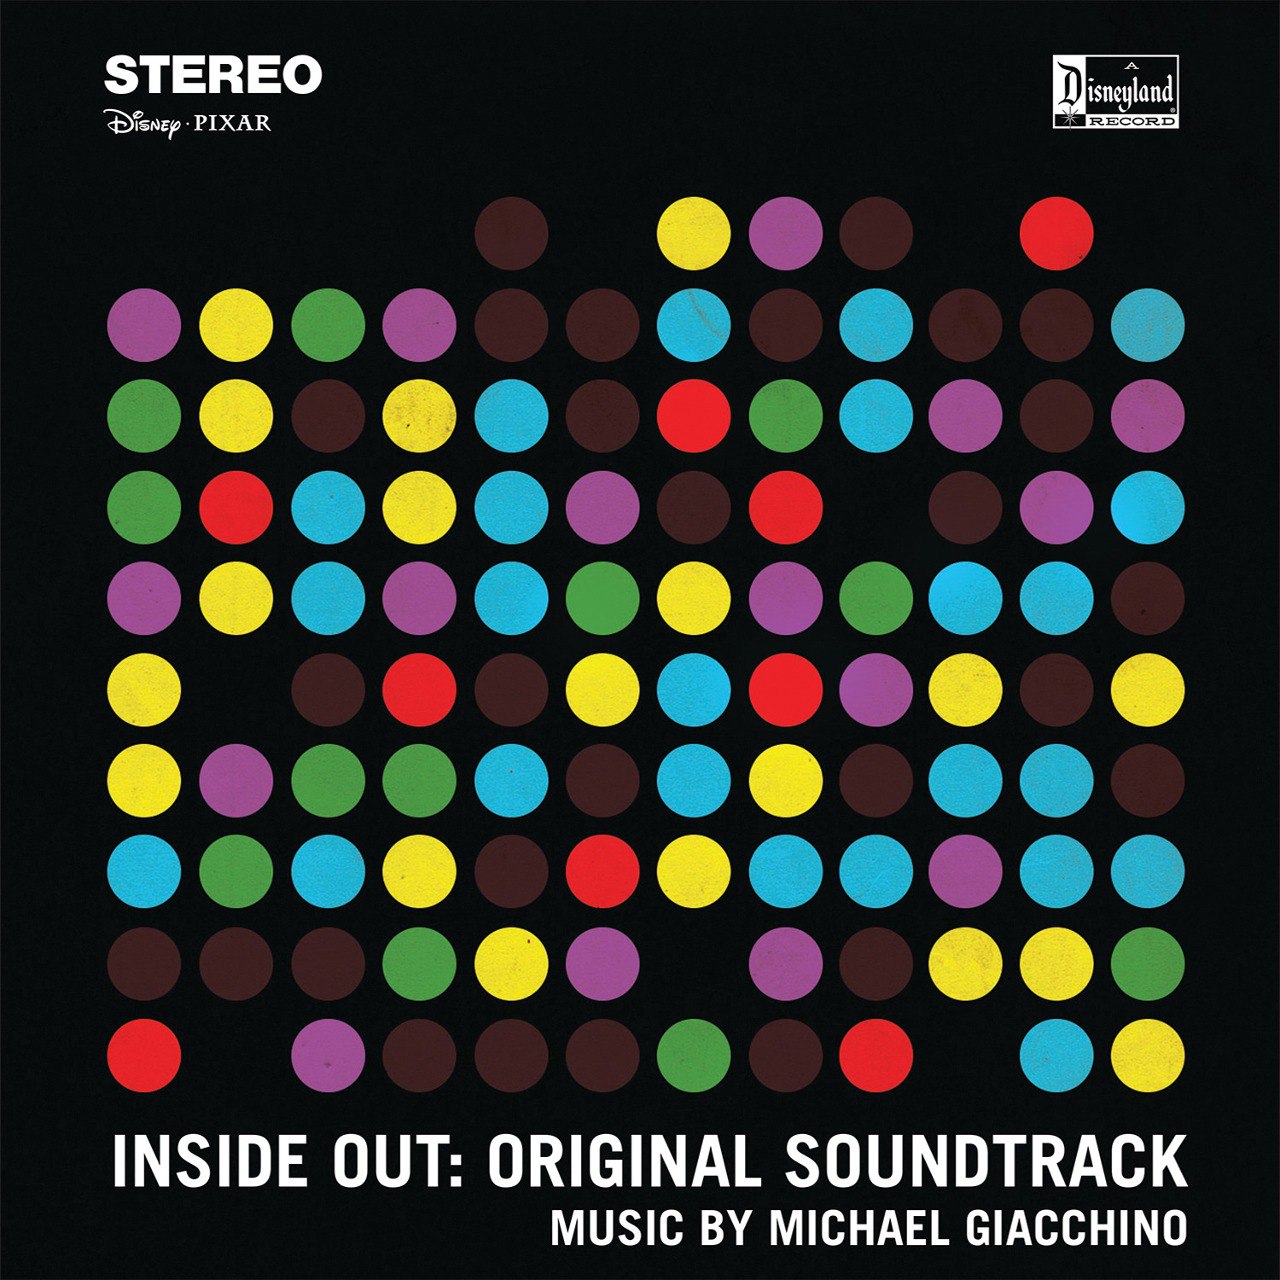 STEREO
Disney · PIXAR
A
Disneyland®
RECORD
INSIDE OUT: ORIGINAL SOUNDTRACK
MUSIC BY MICHAEL GIACCHINO